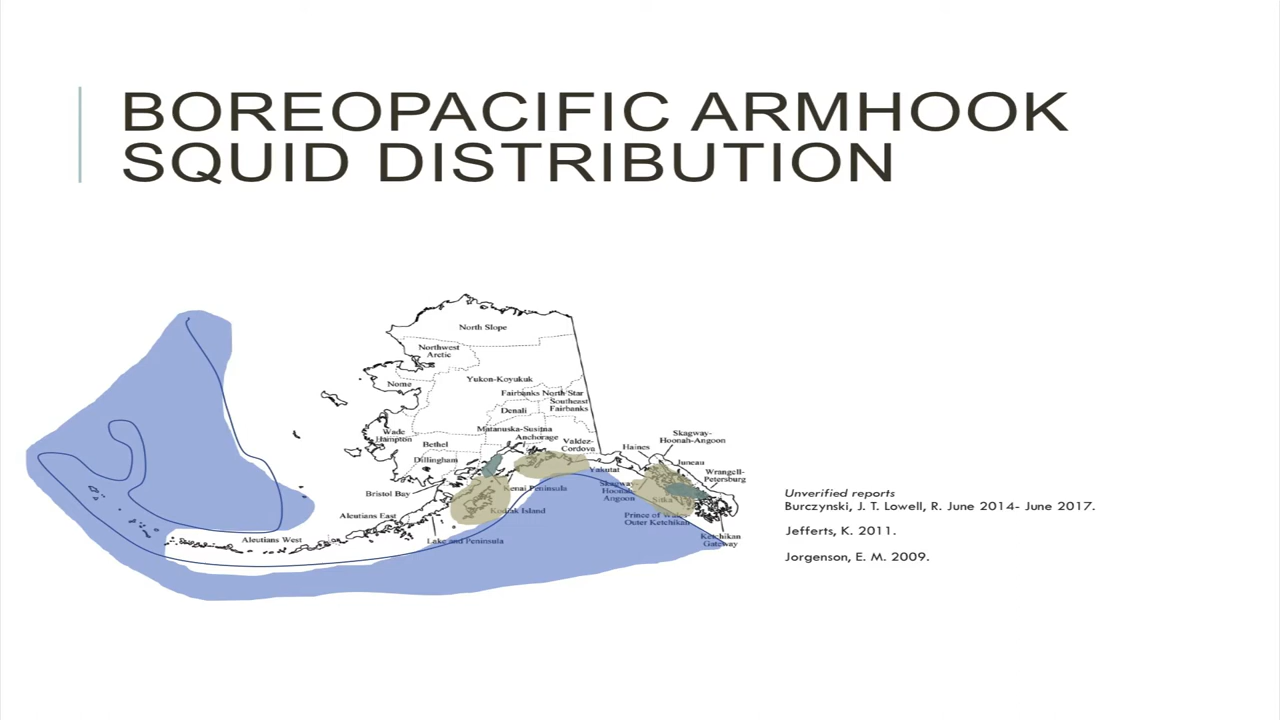 BOREOPACIFIC ARMHOOK
SQUID DISTRIBUTION
North Slope
Northwest
Arctic
Nome
Yukon-Koyukuk
Fairbanks North Star
Southeast
Fairbanks
Denali
Wade
Hampton
Matanuska-Susitna
Anchorage
Bethel
Valdez-
Cordova
Dillingham
Haines
Skagway-
Hoonah-Angoon
Juneau
Yakutat
Wrangell-
Petersburg
Bristol Bay
Kenai Peninsula
Skagway
Hoonah
Angoon
Sitka
Kodiak Island
Aleutians East
Prince of Wales
Outer Ketchikan
Aleutians West
Lake and Peninsula
Ketchikan
Gateway
Unverified reports
Burczynski, J. T. Lowell, R. June 2014- June 2017.
Jefferts, K. 2011.
Jorgenson, E. M. 2009.